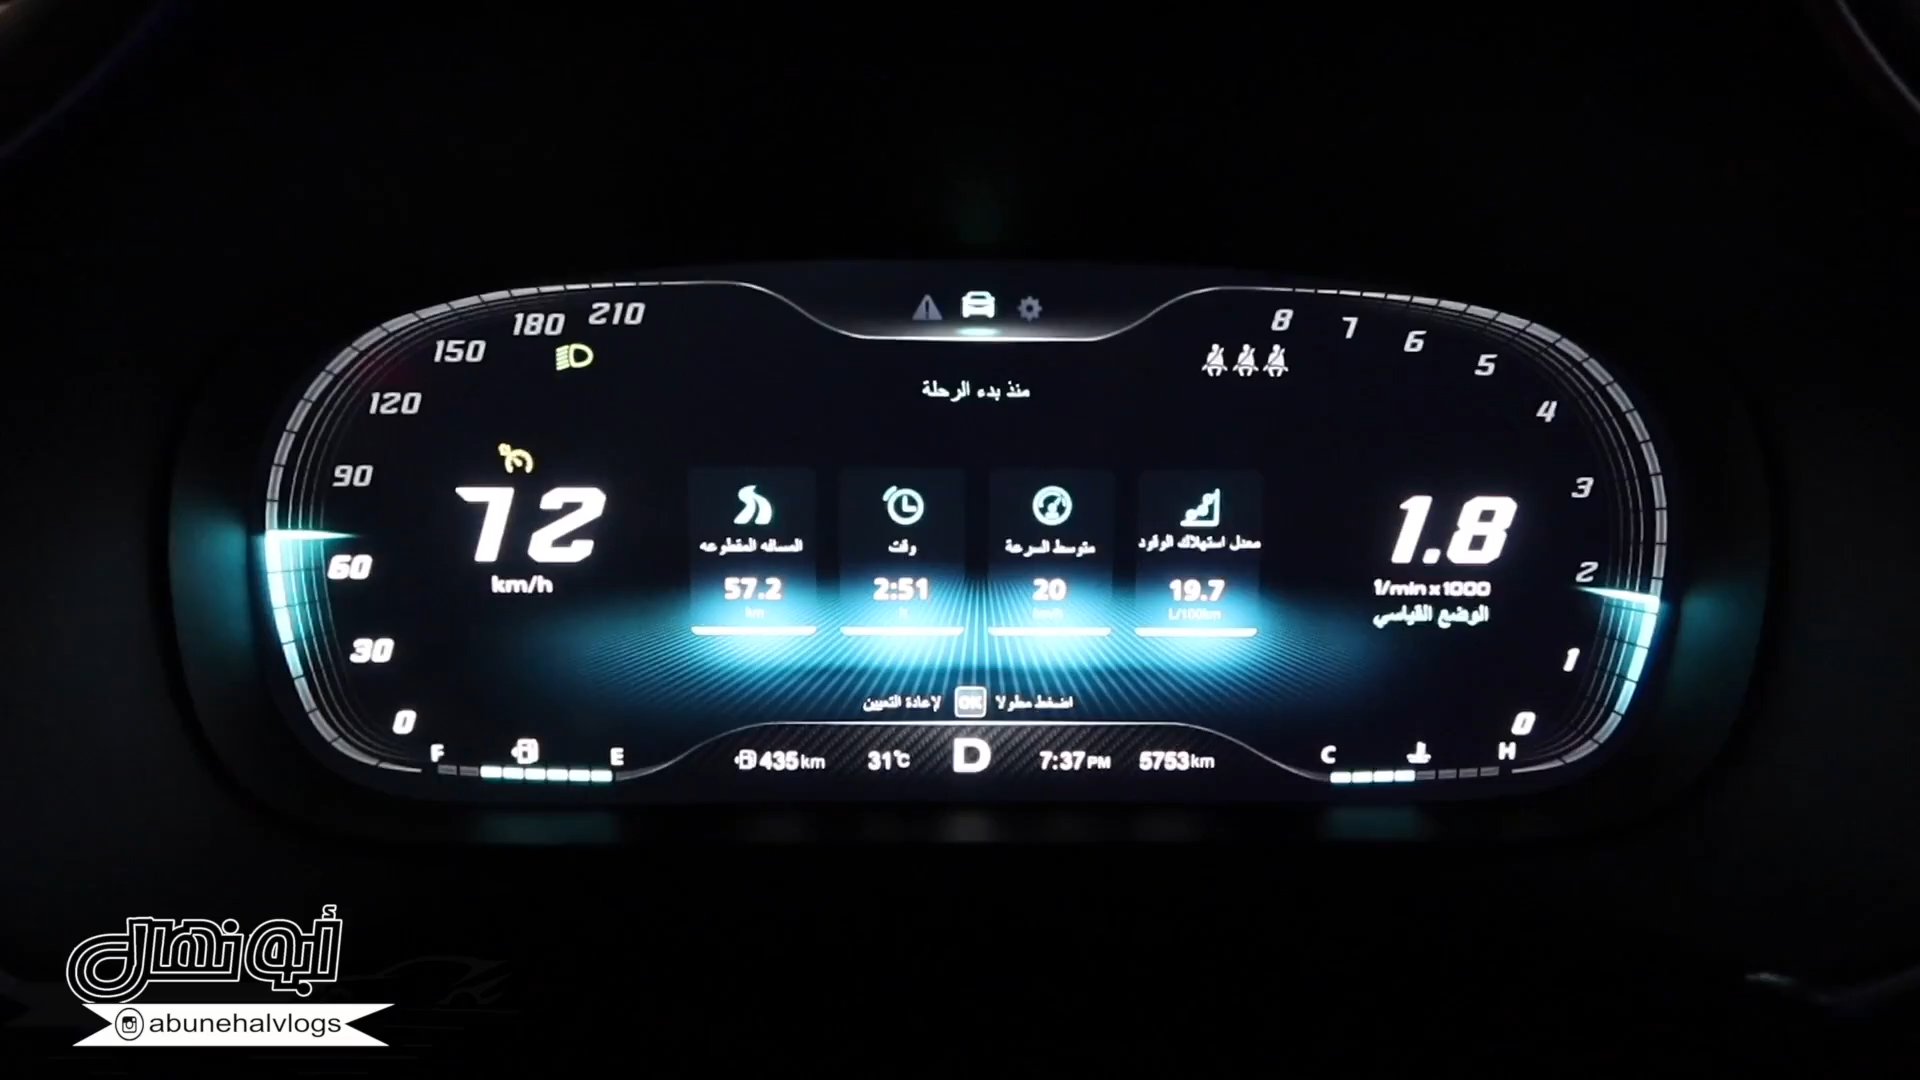 210
180
150
120
90
60
30
0
8
7
6
5
4
3
2
1
0
منذ بدء الرحلة
72
km/h
المسافه المقطوعه
57.2
km
وقت
2:51
h
متوسط السرعة
20
km/h
معدل استهلاك الوقود
19.7
L/100km
1.8
1/min x 1000
الوضع القياسي
اضغط مطولا OK لإعادة التعيين
F E
435km 31℃ D 7:37PM 5753km
C H
أبو نهال
abunehalvlogs